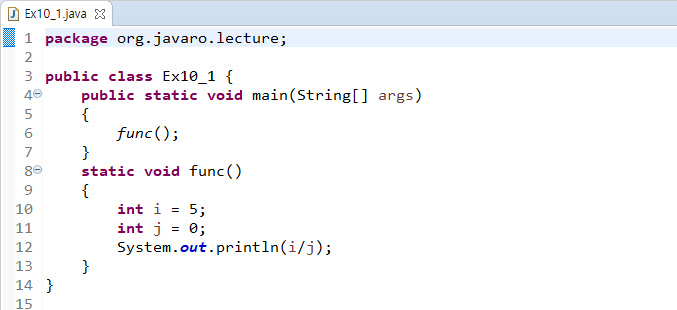 Ex10_1.java
1 package org.javaro.lecture;
2
3 public class Ex10_1 {
4 public static void main(String[] args)
5 {
6 func();
7 }
8 static void func()
9 {
10 int i = 5;
11 int j = 0;
12 System.out.println(i/j);
13 }
14 }
15